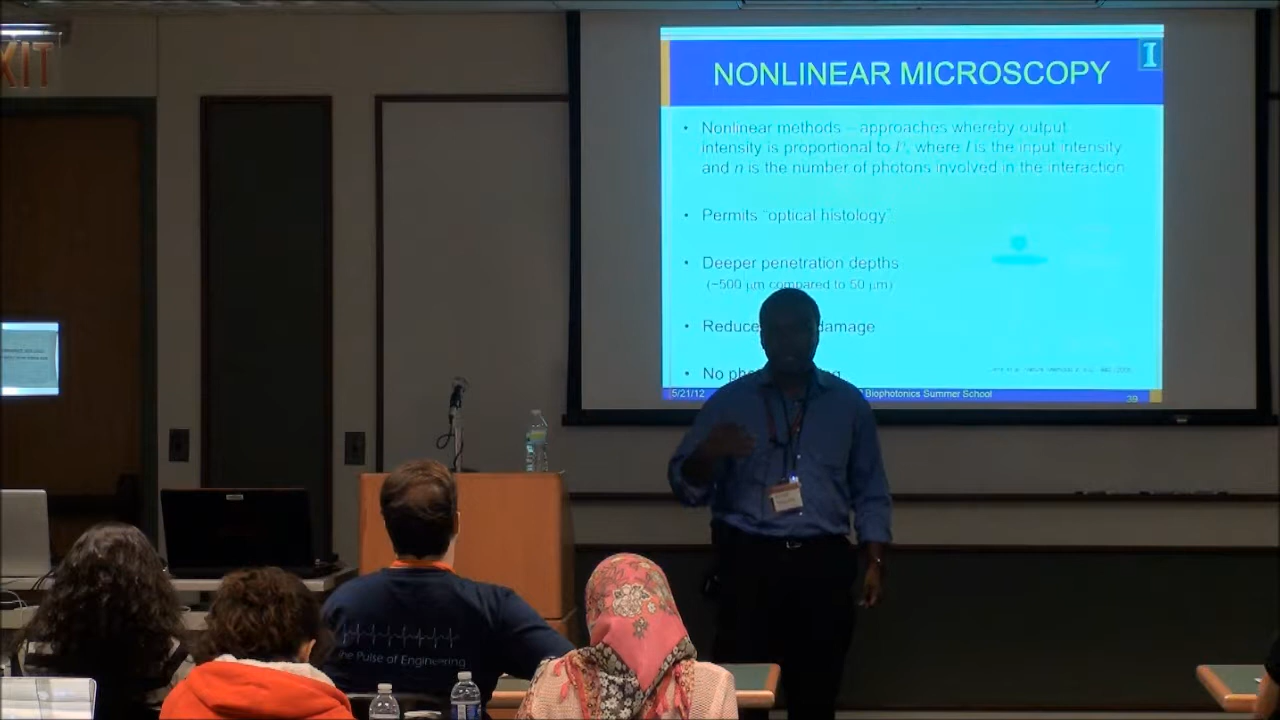 EXIT
I
NONLINEAR MICROSCOPY
• Nonlinear methods – approaches whereby output
intensity is proportional to Iⁿ, where I is the input intensity
and n is the number of photons involved in the interaction
• Permits "optical histology"
• Deeper penetration depths
(~500 μm compared to 50 μm)
• Reduce damage
• No
5/21/12 Biophotonics Summer School 39
the Pulse of Engineering